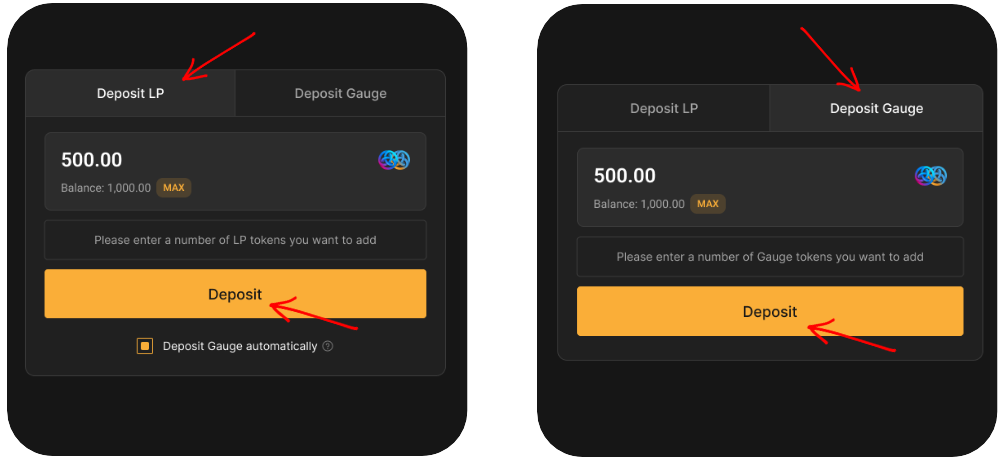 Deposit LP
Deposit Gauge
500.00
Balance: 1,000.00 MAX
Please enter a number of LP tokens you want to add
Deposit
Deposit Gauge automatically ?
Deposit LP
Deposit Gauge
500.00
Balance: 1,000.00 MAX
Please enter a number of Gauge tokens you want to add
Deposit